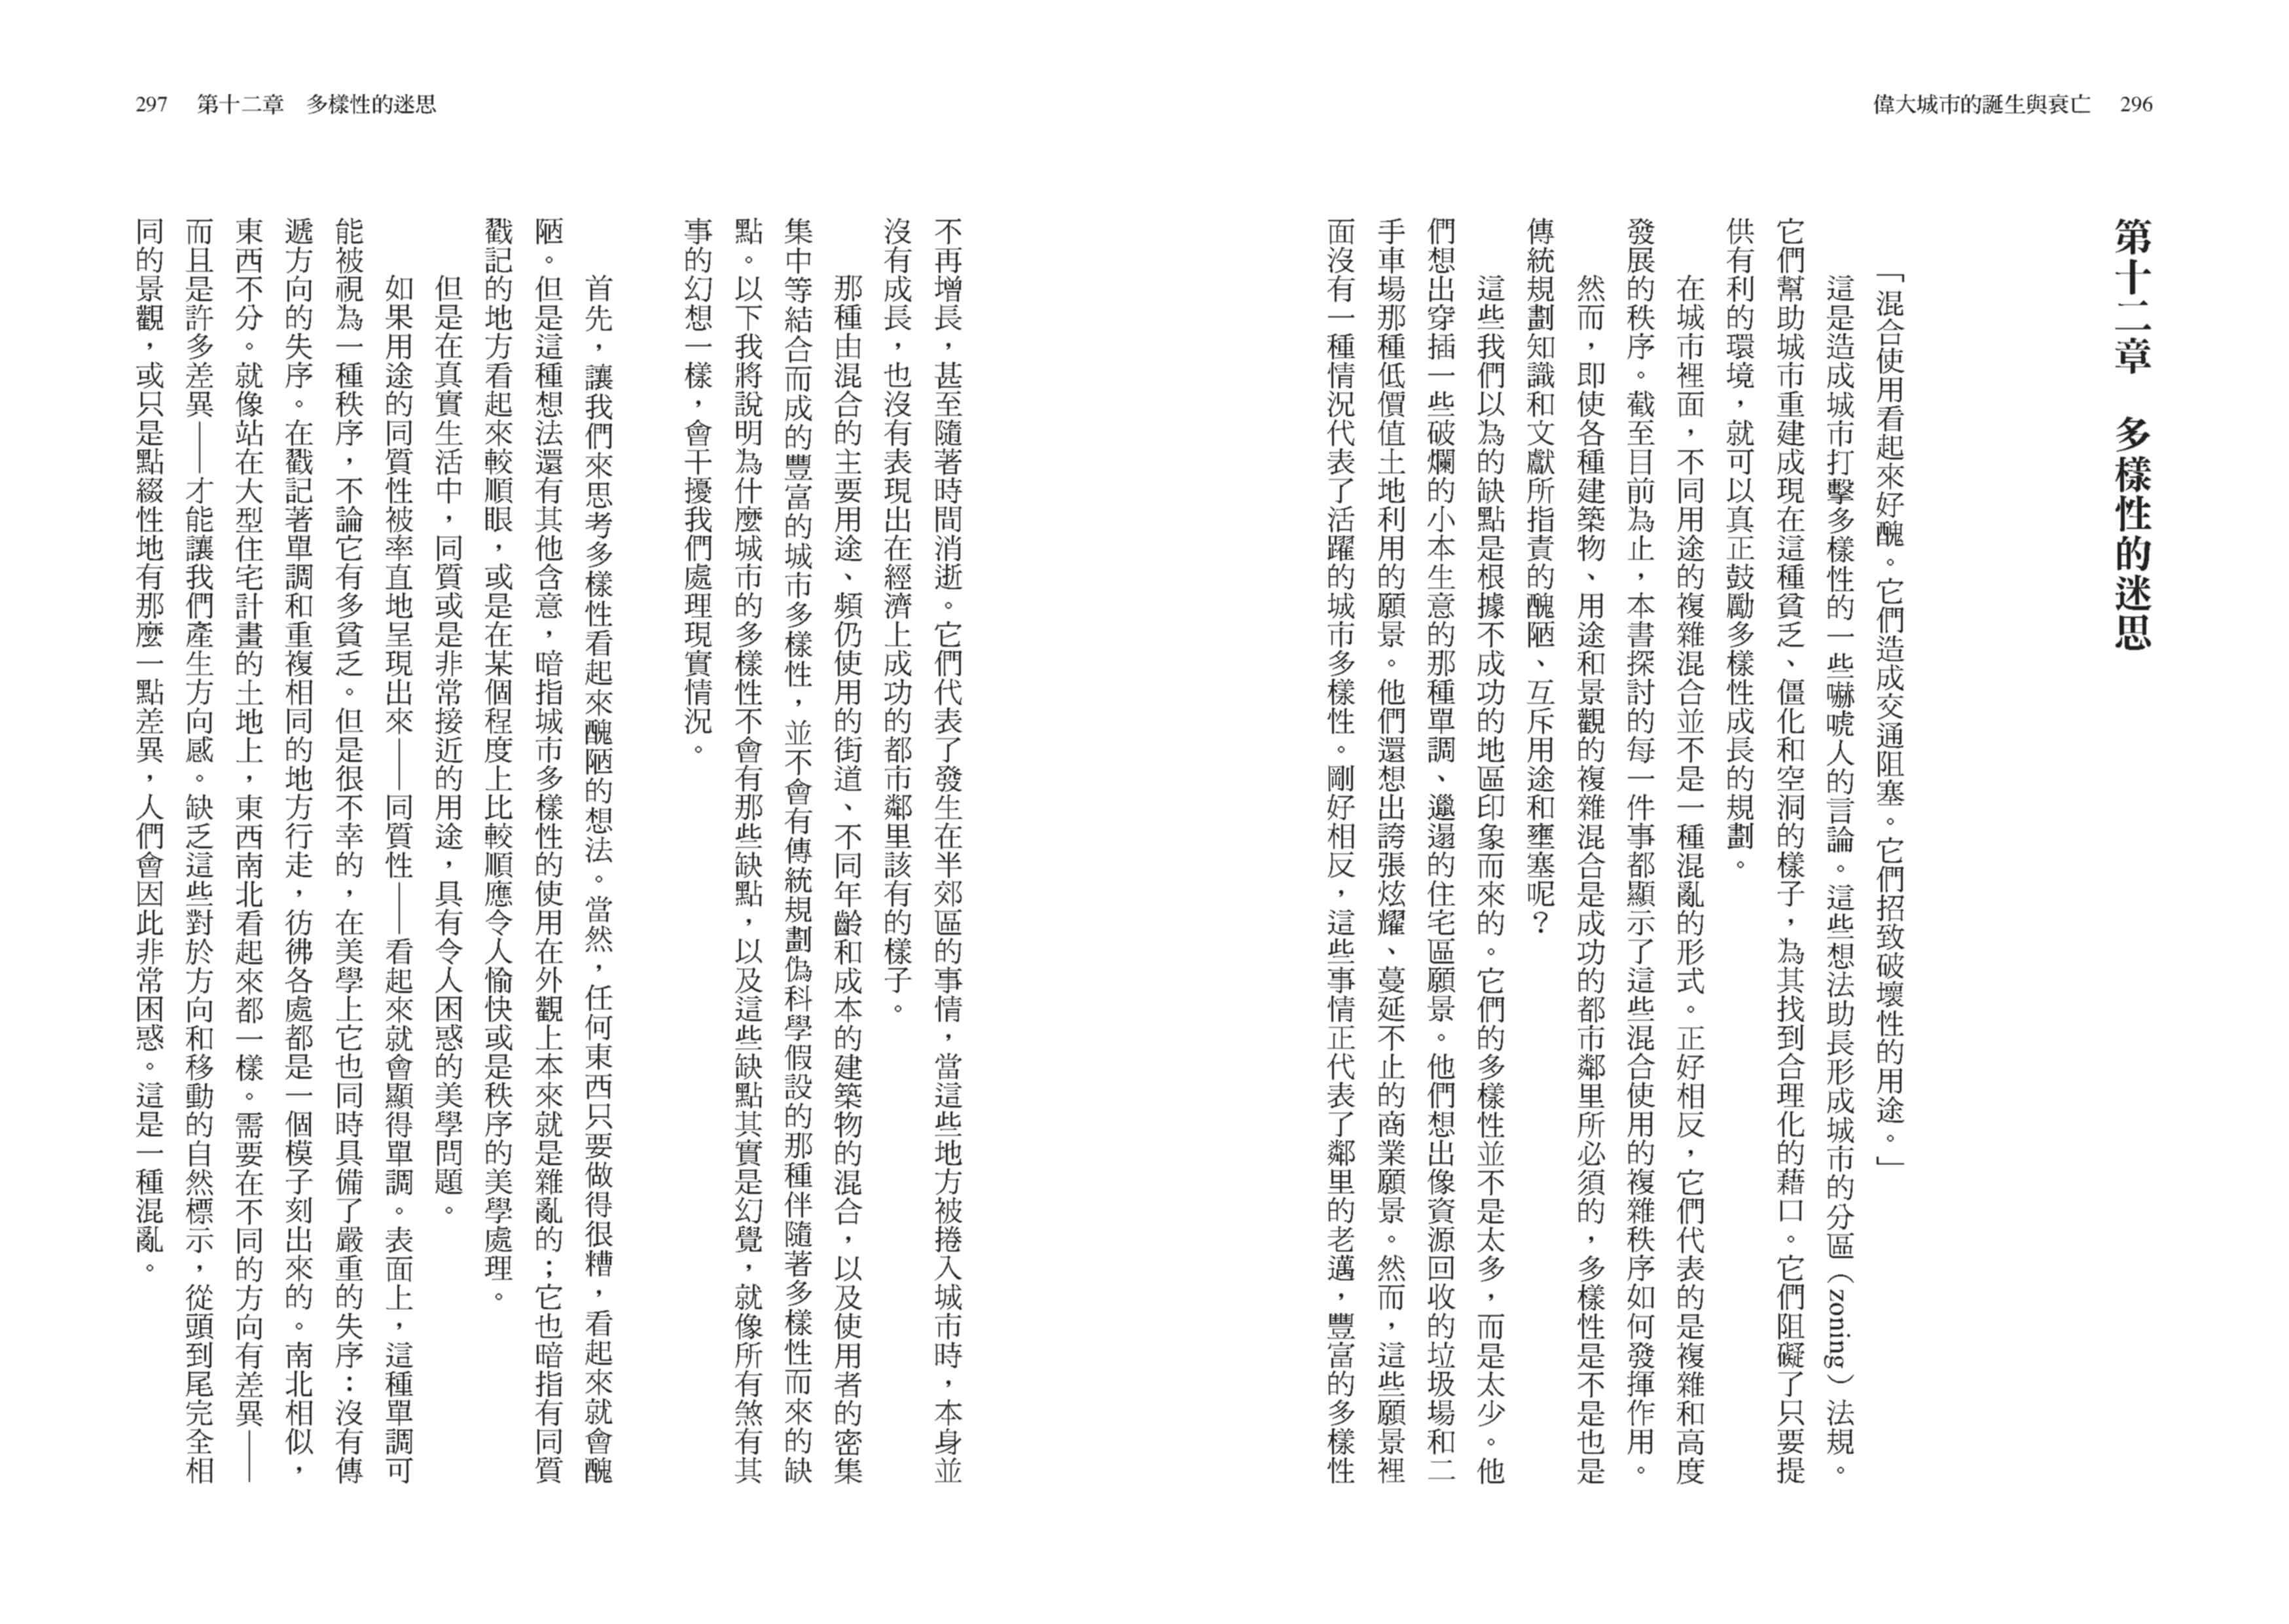 偉大城市的誕生與衰亡 296
第十二章 多樣性的迷思
「混合使用看起來好醜。它們造成交通阻塞。它們招致破壞性的用途。」
這是造成城市打擊多樣性的一些嚇唬人的言論。這些想法助長形成城市的分區（zoning）法規。
它們幫助城市重建成現在這種貧乏、僵化和空洞的樣子，為其找到合理化的藉口。它們阻礙了只要提
供有利的環境，就可以真正鼓勵多樣性成長的規劃。
在城市裡面，不同用途的複雜混合並不是一種混亂的形式。正好相反，它們代表的是複雜和高度
發展的秩序。截至目前為止，本書探討的每一件事都顯示了這些混合使用的複雜秩序如何發揮作用。
然而，即使各種建築物、用途和景觀的複雜混合是成功的都市鄰里所必須的，多樣性是不是也是
傳統規劃知識和文獻所指責的醜陋、互斥用途和壅塞呢？
這些我們以為的缺點是根據不成功的地區印象而來的。它們的多樣性並不是太多，而是太少。他
們想出穿插一些破爛的小本生意的那種單調、邋遢的住宅區願景。他們想出像資源回收的垃圾場和二
手車場那種低價值土地利用的願景。他們還想出誇張炫耀、蔓延不止的商業願景。然而，這些願景裡
面沒有一種情況代表了活躍的城市多樣性。剛好相反，這些事情正代表了鄰里的老邁，豐富的多樣性
297 第十二章 多樣性的迷思
不再增長，甚至隨著時間消逝。它們代表了發生在半郊區的事情，當這些地方被捲入城市時，本身並
沒有成長，也沒有表現出在經濟上成功的都市鄰里該有的樣子。
那種由混合的主要用途、頻仍使用的街道、不同年齡和成本的建築物的混合，以及使用者的密集
集中等結合而成的豐富的城市多樣性，並不會有傳統規劃偽科學假設的那種伴隨著多樣性而來的缺
點。以下我將說明為什麼城市的多樣性不會有那些缺點，以及這些缺點其實是幻覺，就像所有煞有其
事的幻想一樣，會干擾我們處理現實情況。
首先，讓我們來思考多樣性看起來醜陋的想法。當然，任何東西只要做得很糟，看起來就會醜
陋。但是這種想法還有其他含意，暗指城市多樣性的使用在外觀上本來就是雜亂的；它也暗指有同質
戳記的地方看起來較順眼，或是在某個程度上比較順應令人愉快或是秩序的美學處理。
但是在真實生活中，同質或是非常接近的用途，具有令人困惑的美學問題。
如果用途的同質性被率直地呈現出來——同質性——看起來就會顯得單調。表面上，這種單調可
能被視為一種秩序，不論它有多貧乏。但是很不幸的，在美學上它也同時具備了嚴重的失序：沒有傳
遞方向的失序。在戳記著單調和重複相同的地方行走，彷彿各處都是一個模子刻出來的。南北相似，
東西不分。就像站在大型住宅計畫的土地上，東西南北看起來都一樣。需要在不同的方向有差異——
而且是許多差異——才能讓我們產生方向感。缺乏這些對於方向和移動的自然標示，從頭到尾完全相
同的景觀，或只是點綴性地有那麼一點差異，人們會因此非常困惑。這是一種混亂。